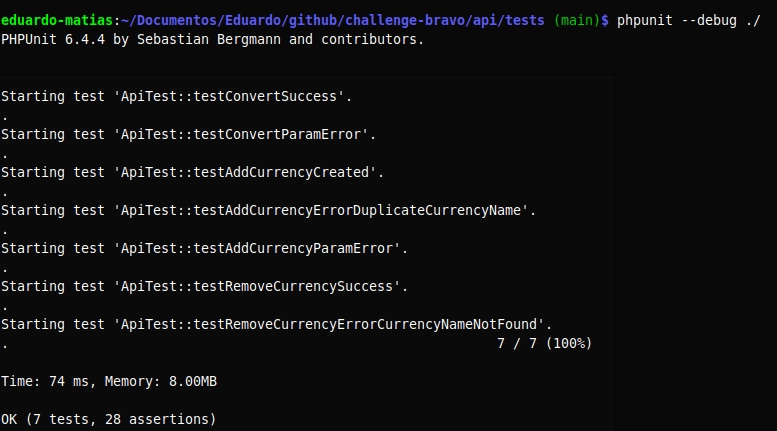 eduardo-matias:~/Documentos/Eduardo/github/challenge-bravo/api/tests (main)$ phpunit --debug ./
PHPUnit 6.4.4 by Sebastian Bergmann and contributors.
Starting test 'ApiTest::testConvertSuccess'.
.
Starting test 'ApiTest::testConvertParamError'.
.
Starting test 'ApiTest::testAddCurrencyCreated'.
.
Starting test 'ApiTest::testAddCurrencyErrorDuplicateCurrencyName'.
.
Starting test 'ApiTest::testAddCurrencyParamError'.
.
Starting test 'ApiTest::testRemoveCurrencySuccess'.
.
Starting test 'ApiTest::testRemoveCurrencyErrorCurrencyNameNotFound'.
. 7 / 7 (100%)
Time: 74 ms, Memory: 8.00MB
OK (7 tests, 28 assertions)